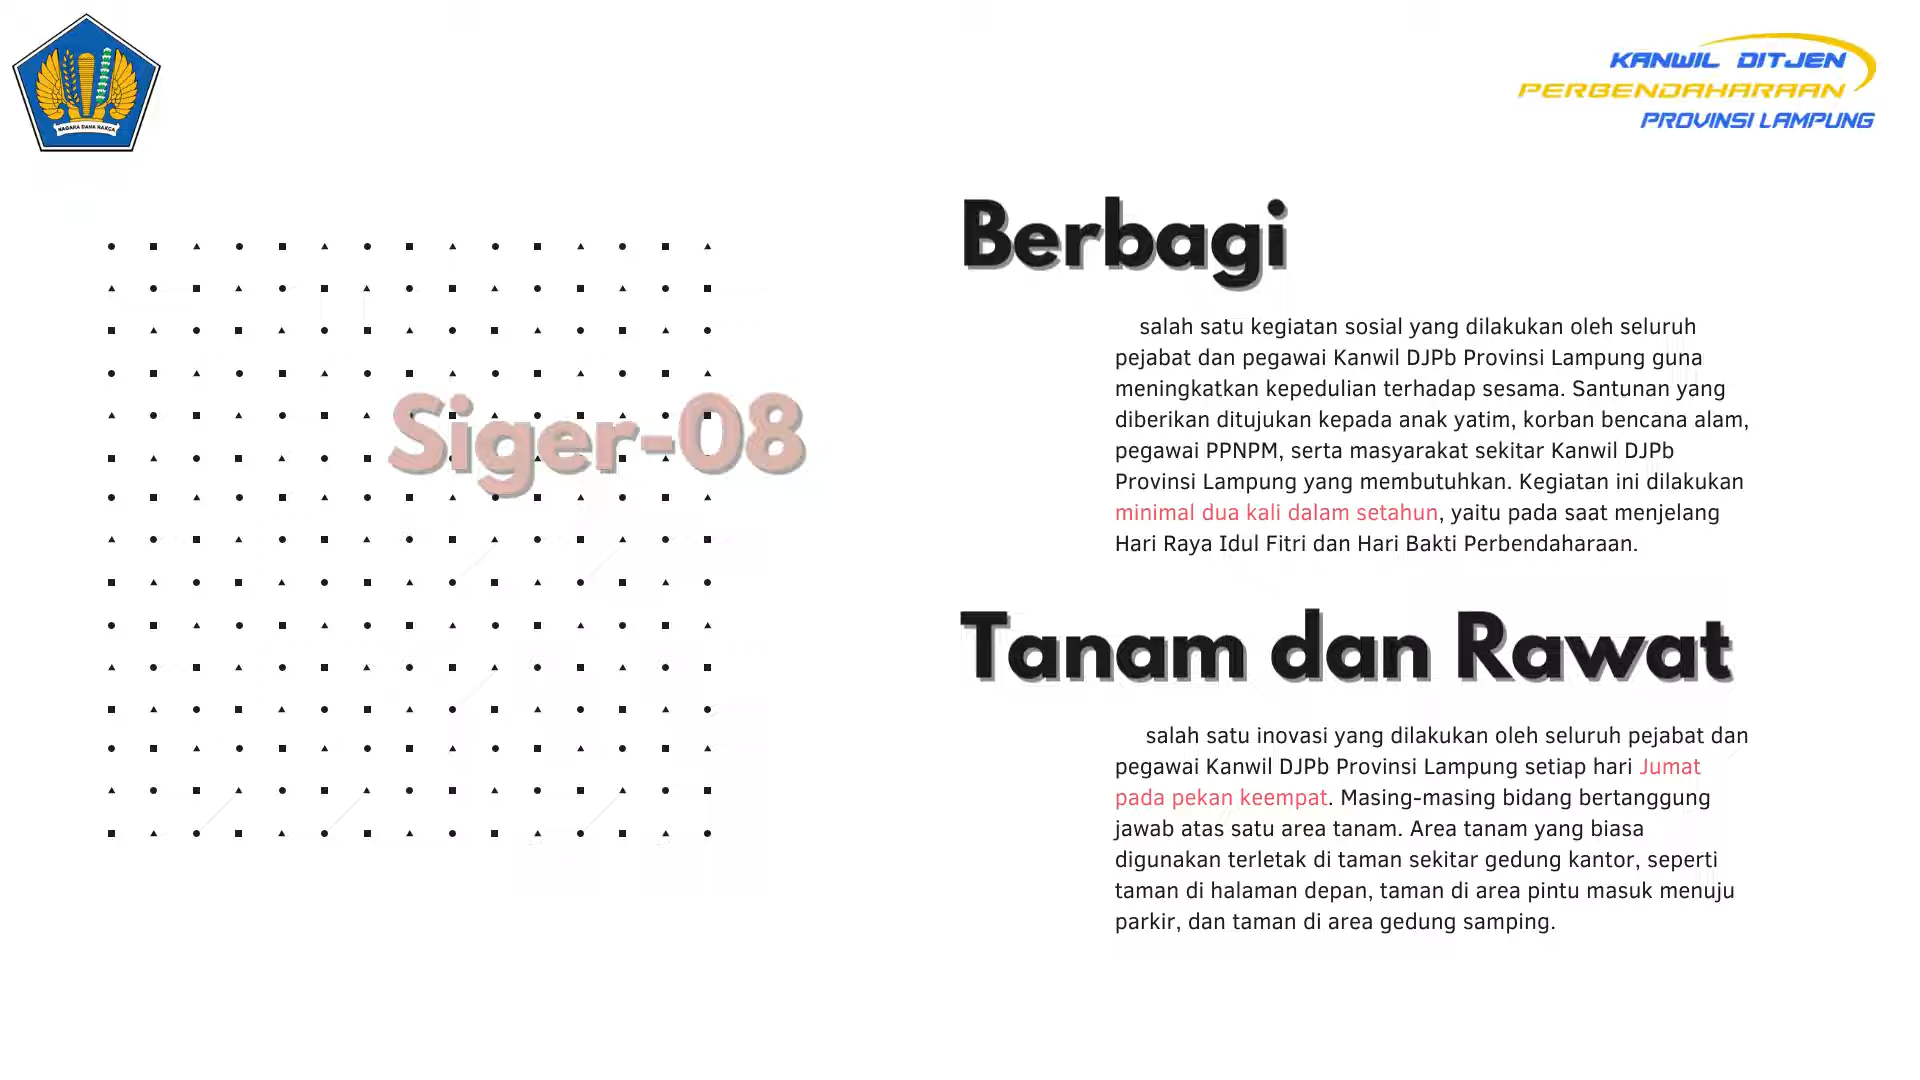 NAGARA DANA RAKCA
KANWIL DITJEN
PERBENDAHARAAN
PROVINSI LAMPUNG
Siger-08
Berbagi
salah satu kegiatan sosial yang dilakukan oleh seluruh
pejabat dan pegawai Kanwil DJPb Provinsi Lampung guna
meningkatkan kepedulian terhadap sesama. Santunan yang
diberikan ditujukan kepada anak yatim, korban bencana alam,
pegawai PPNPM, serta masyarakat sekitar Kanwil DJPb
Provinsi Lampung yang membutuhkan. Kegiatan ini dilakukan
minimal dua kali dalam setahun, yaitu pada saat menjelang
Hari Raya Idul Fitri dan Hari Bakti Perbendaharaan.
Tanam dan Rawat
salah satu inovasi yang dilakukan oleh seluruh pejabat dan
pegawai Kanwil DJPb Provinsi Lampung setiap hari Jumat
pada pekan keempat. Masing-masing bidang bertanggung
jawab atas satu area tanam. Area tanam yang biasa
digunakan terletak di taman sekitar gedung kantor, seperti
taman di halaman depan, taman di area pintu masuk menuju
parkir, dan taman di area gedung samping.